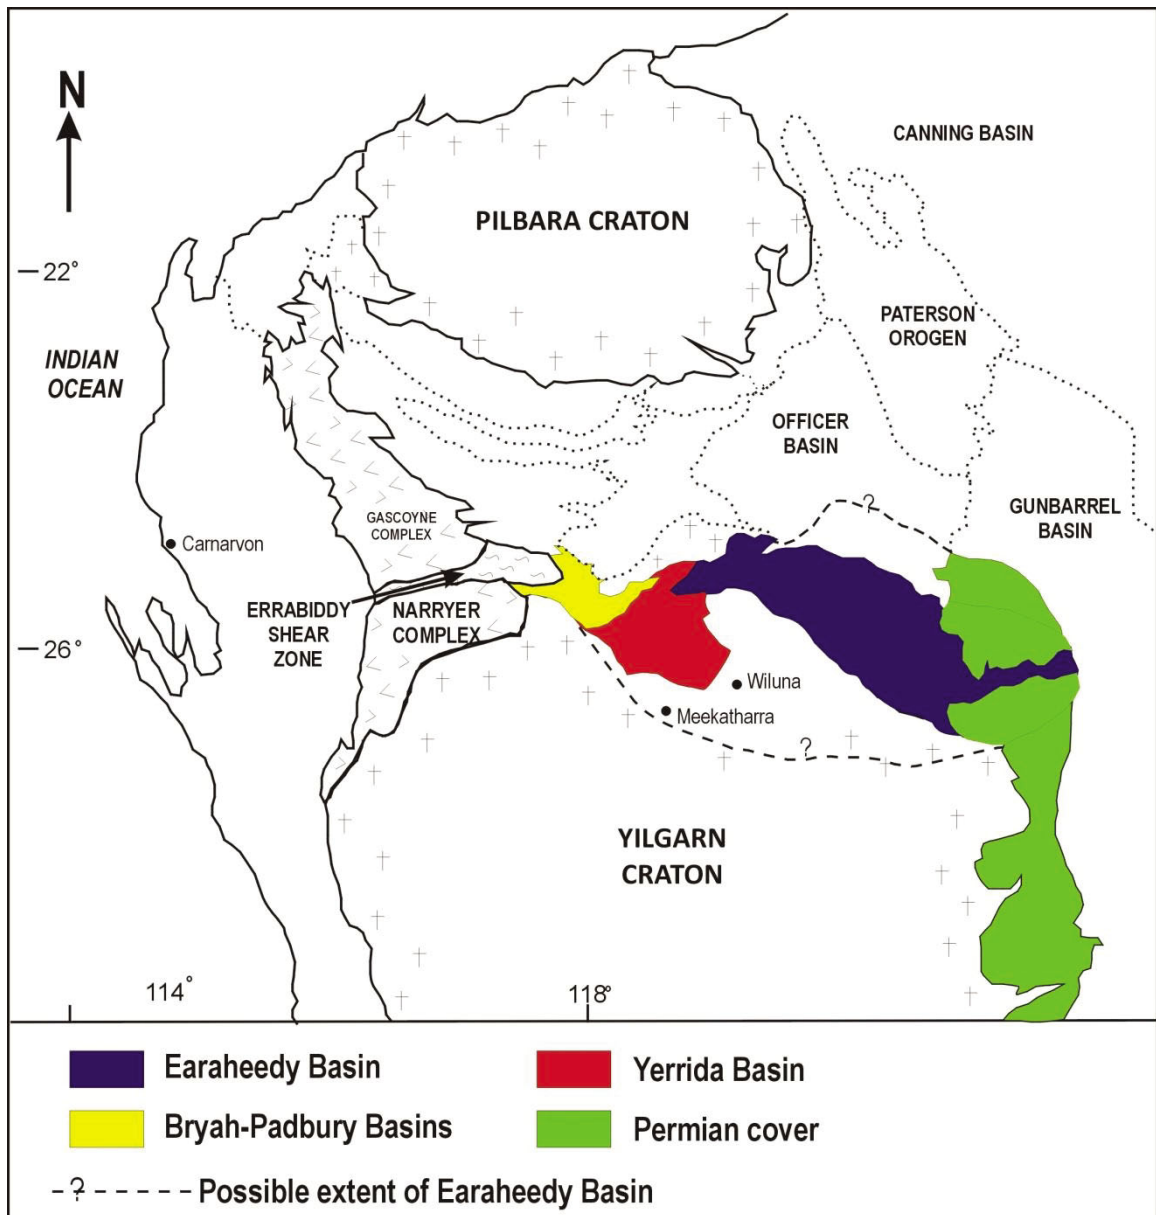 N
CANNING BASIN
PILBARA CRATON
22°
PATERSON
OROGEN
INDIAN
OCEAN
OFFICER
BASIN
?
GUNBARREL
BASIN
GASCOYNE
COMPLEX
Carnarvon
ERRABIDDY
SHEAR
ZONE
NARRYER
COMPLEX
26°
Wiluna
Meekatharra
?
YILGARN
CRATON
114°
118°
Earaheedy Basin
Yerrida Basin
Bryah-Padbury Basins
Permian cover
-?------ Possible extent of Earaheedy Basin